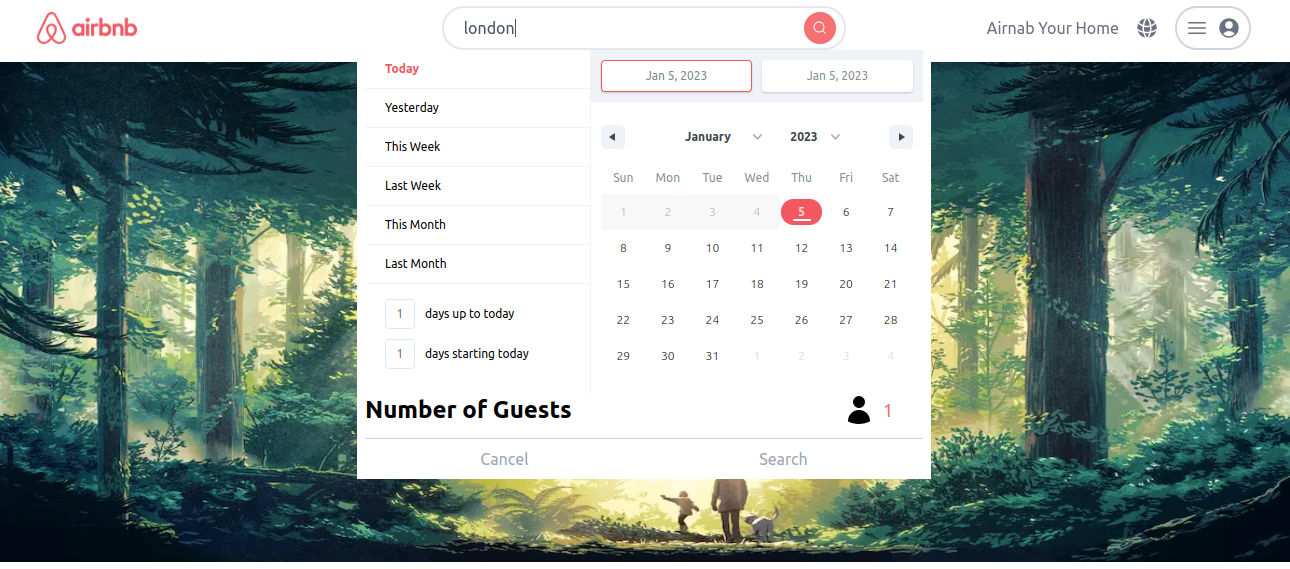 airbnb
london
Airnab Your Home
Today
Yesterday
This Week
Last Week
This Month
Last Month
1 days up to today
1 days starting today
Jan 5, 2023 Jan 5, 2023
January 2023
Sun Mon Tue Wed Thu Fri Sat
1 2 3 4 5 6 7
8 9 10 11 12 13 14
15 16 17 18 19 20 21
22 23 24 25 26 27 28
29 30 31 1 2 3 4
Number of Guests 1
Cancel Search